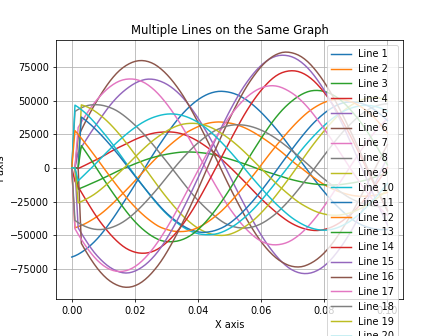 Multiple Lines on the Same Graph
75000
50000
25000
0
−25000
−50000
−75000
0.00
0.02
0.04
0.06
X axis
Line 1
Line 2
Line 3
Line 4
Line 5
Line 6
Line 7
Line 8
Line 9
Line 10
Line 11
Line 12
Line 13
Line 14
Line 15
Line 16
Line 17
Line 18
Line 19
Line 20